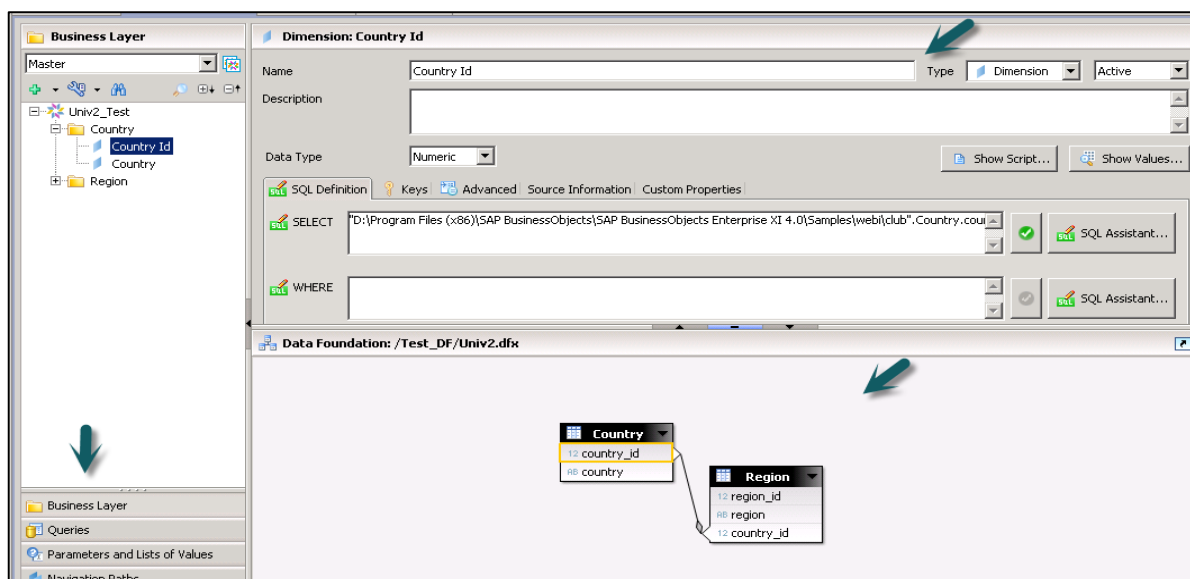 Business Layer
Master
Univ2_Test
Country
Country Id
Country
Region
Business Layer
Queries
Parameters and Lists of Values
Navigation Paths
Dimension: Country Id
Name Country Id Type Dimension Active
Description
Data Type Numeric Show Script... Show Values...
SQL Definition Keys Advanced Source Information Custom Properties
SELECT "D:\Program Files (x86)\SAP BusinessObjects\SAP BusinessObjects Enterprise XI 4.0\Samples\webi\club".Country.cou SQL Assistant...
WHERE SQL Assistant...
Data Foundation: /Test_DF/Univ2.dfx
Country
12 country_id
AB country
Region
12 region_id
AB region
12 country_id